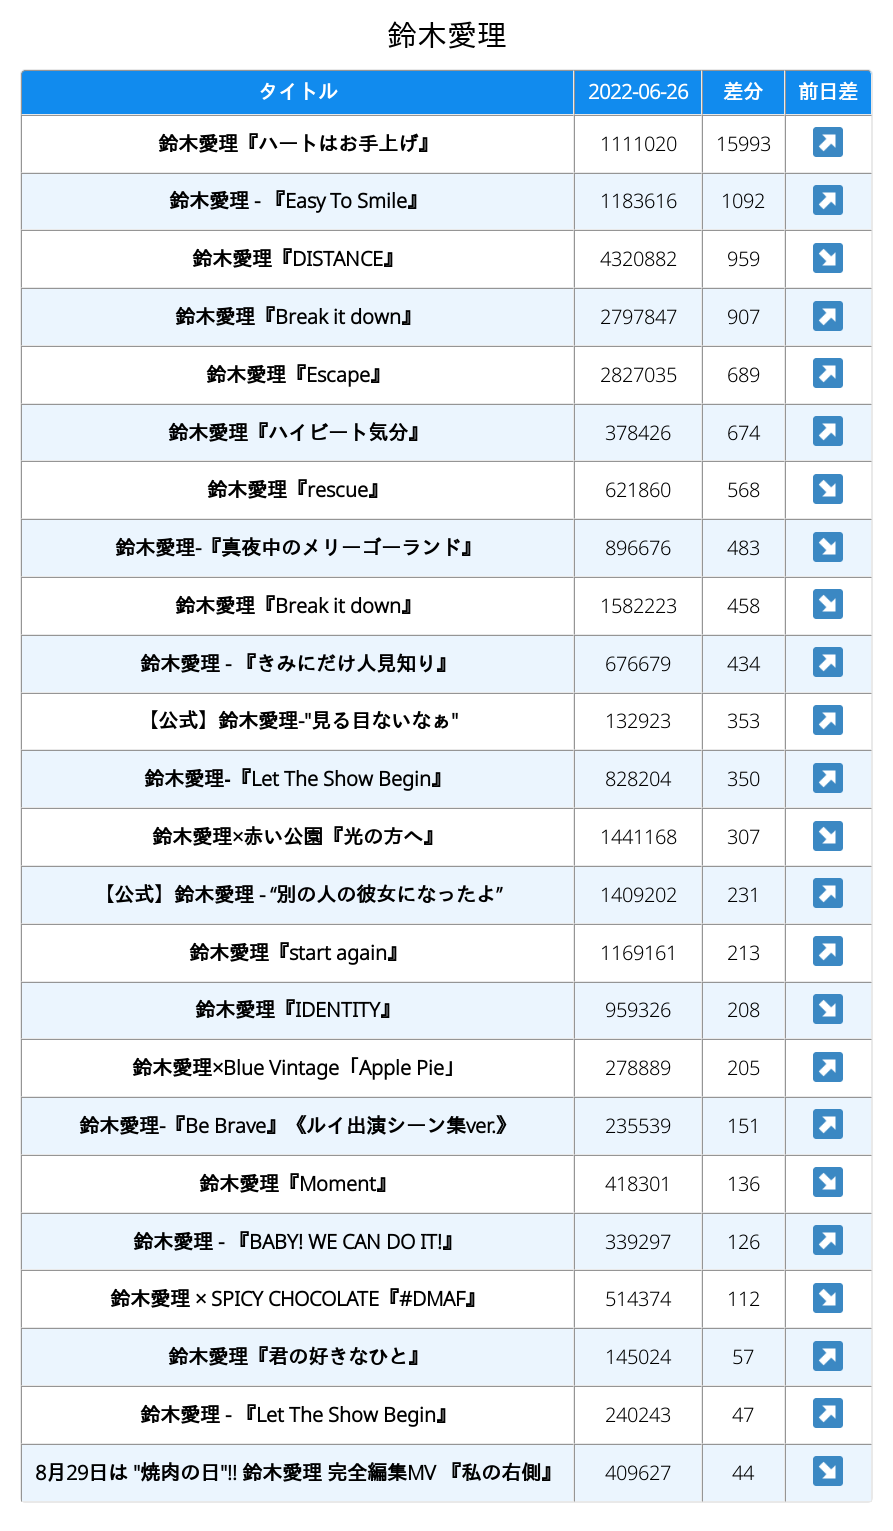 鈴木愛理
タイトル 2022-06-26 差分 前日差
鈴木愛理『ハートはお手上げ』 1111020 15993 ↗
鈴木愛理 - 『Easy To Smile』 1183616 1092 ↗
鈴木愛理『DISTANCE』 4320882 959 ↘
鈴木愛理『Break it down』 2797847 907 ↗
鈴木愛理『Escape』 2827035 689 ↗
鈴木愛理『ハイビート気分』 378426 674 ↗
鈴木愛理『rescue』 621860 568 ↘
鈴木愛理-『真夜中のメリーゴーランド』 896676 483 ↘
鈴木愛理『Break it down』 1582223 458 ↘
鈴木愛理 - 『きみにだけ人見知り』 676679 434 ↗
【公式】鈴木愛理-"見る目ないなぁ" 132923 353 ↗
鈴木愛理-『Let The Show Begin』 828204 350 ↗
鈴木愛理×赤い公園『光の方へ』 1441168 307 ↘
【公式】鈴木愛理 - “別の人の彼女になったよ” 1409202 231 ↗
鈴木愛理『start again』 1169161 213 ↗
鈴木愛理『IDENTITY』 959326 208 ↘
鈴木愛理×Blue Vintage「Apple Pie」 278889 205 ↗
鈴木愛理-『Be Brave』《ルイ出演シーン集ver.》 235539 151 ↗
鈴木愛理『Moment』 418301 136 ↘
鈴木愛理 - 『BABY! WE CAN DO IT!』 339297 126 ↗
鈴木愛理 × SPICY CHOCOLATE『#DMAF』 514374 112 ↘
鈴木愛理『君の好きなひと』 145024 57 ↗
鈴木愛理 - 『Let The Show Begin』 240243 47 ↗
8月29日は "焼肉の日"!! 鈴木愛理 完全編集MV 『私の右側』 409627 44 ↘